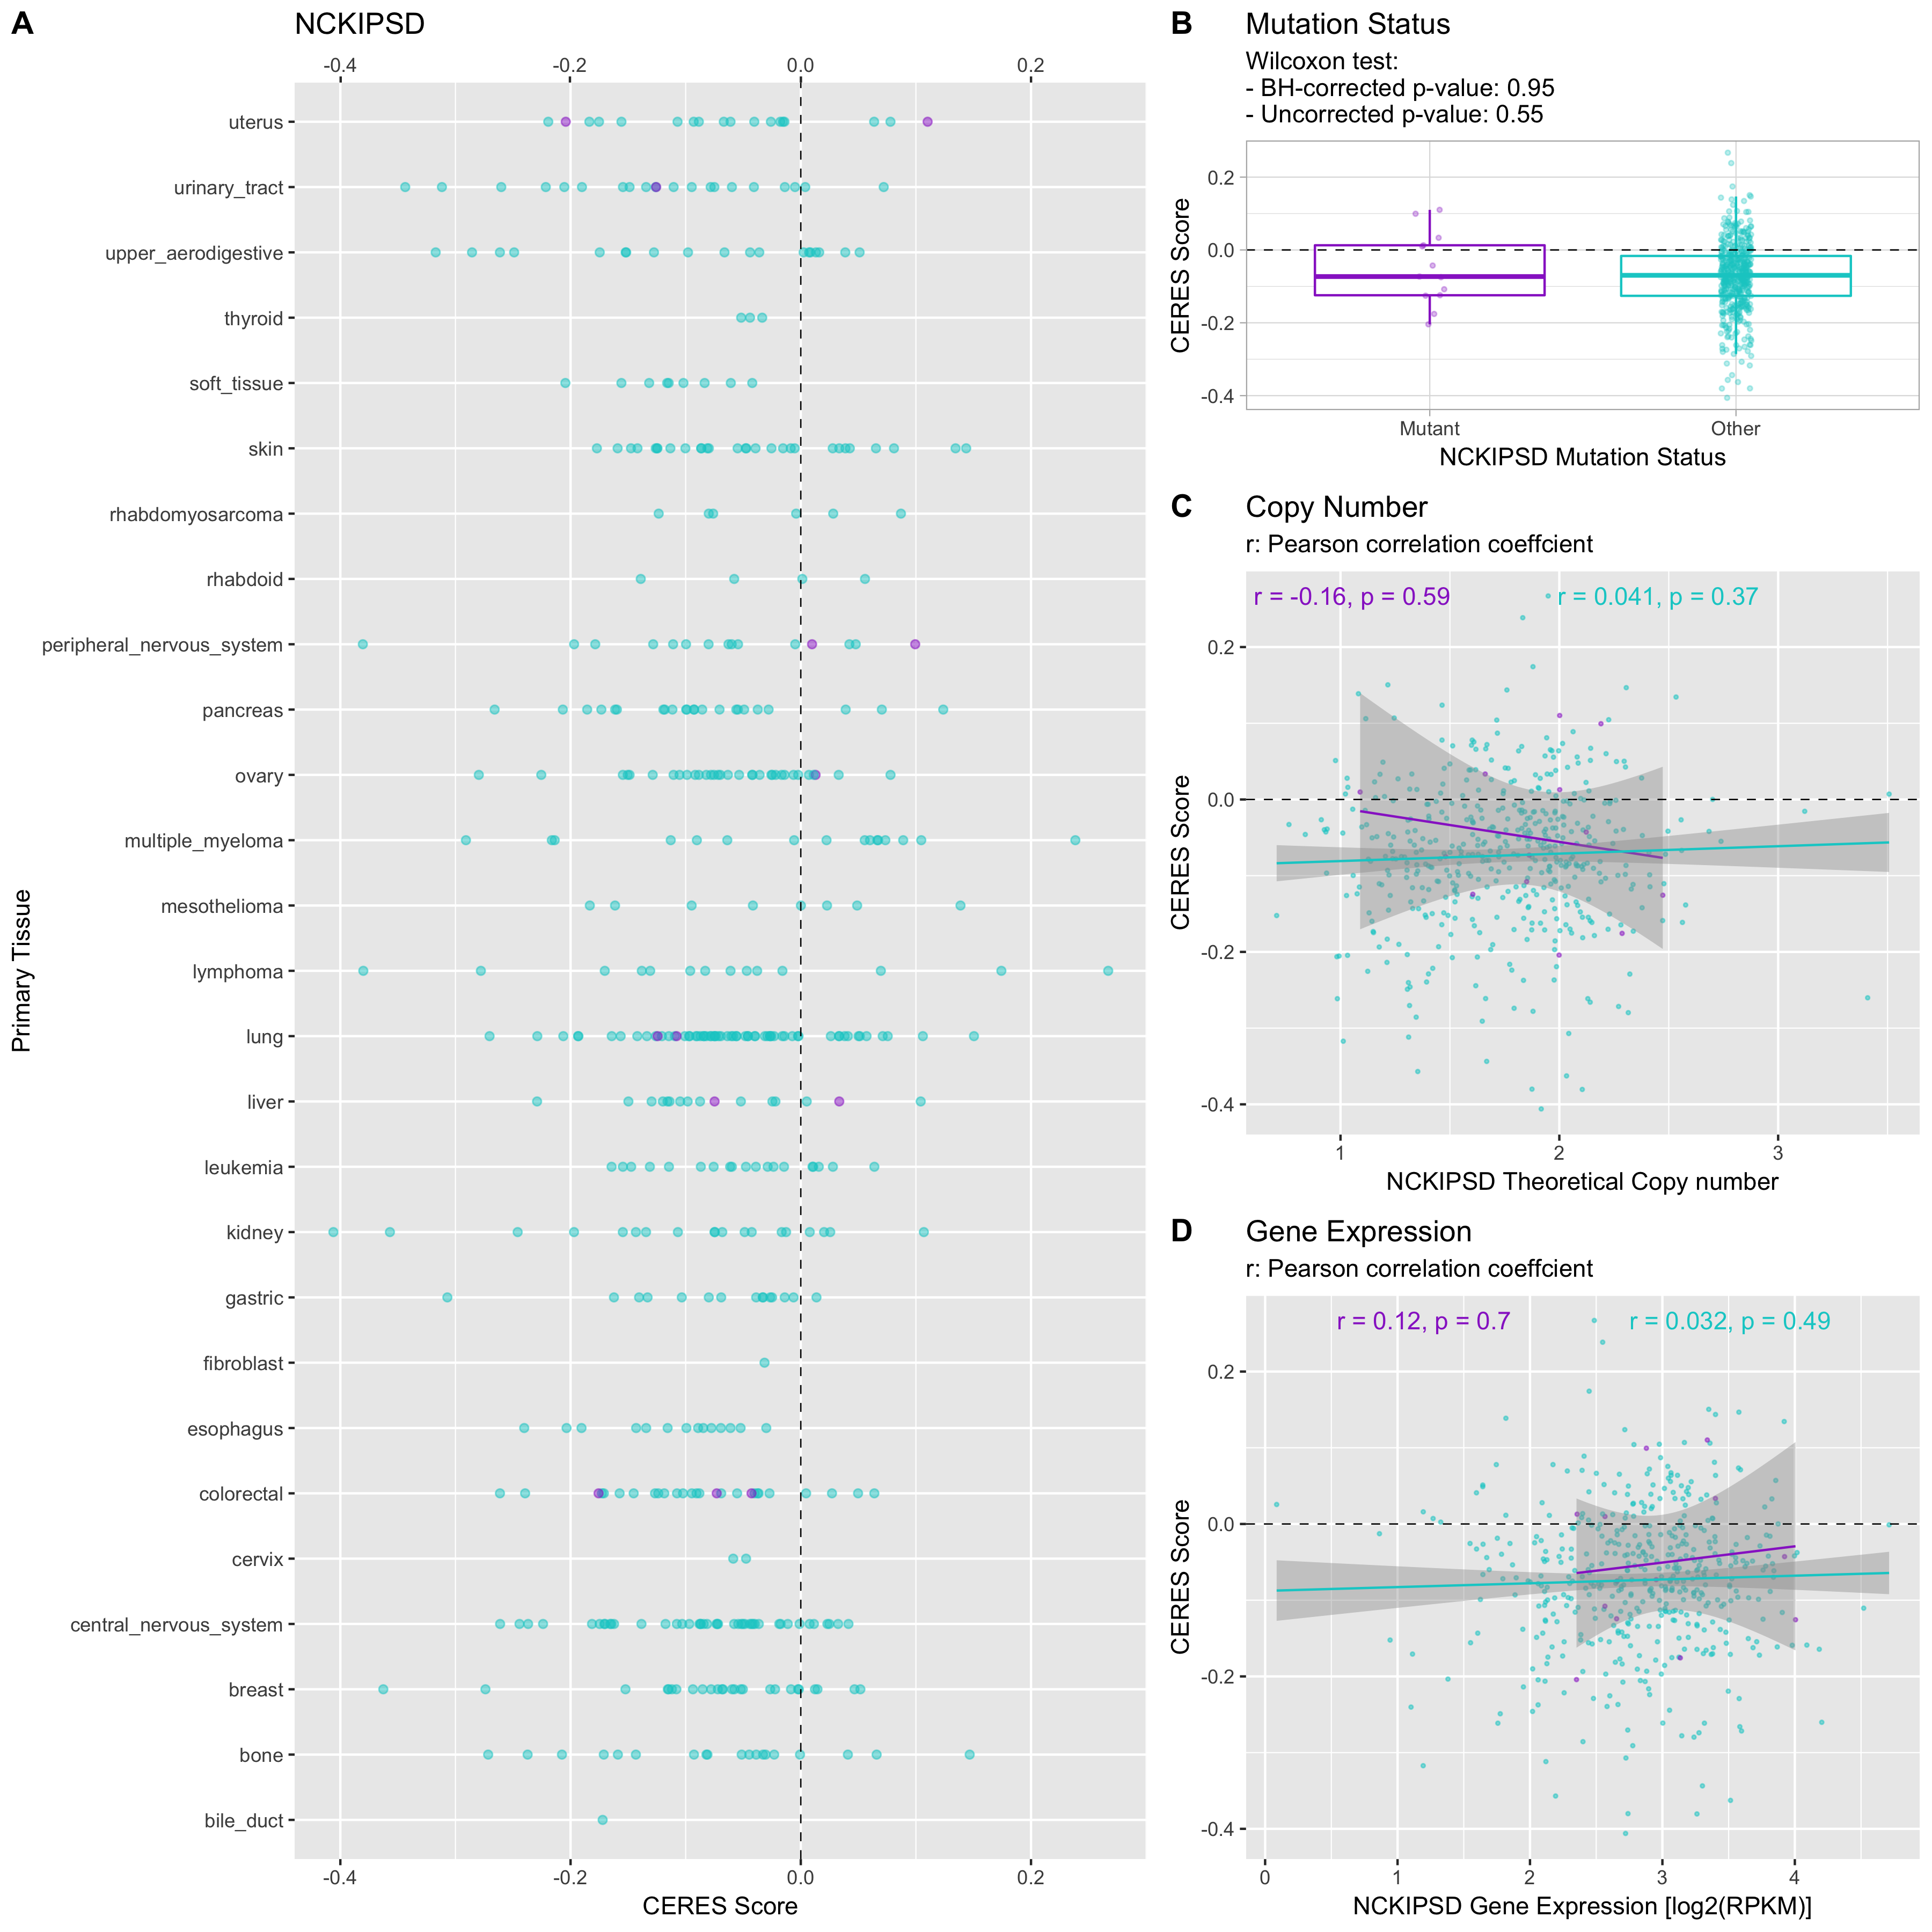 A
NCKIPSD
-0.4 -0.2 0.0 0.2
uterus
urinary_tract
upper_aerodigestive
thyroid
soft_tissue
skin
rhabdomyosarcoma
rhabdoid
peripheral_nervous_system
pancreas
ovary
multiple_myeloma
mesothelioma
lymphoma
lung
liver
leukemia
kidney
gastric
fibroblast
esophagus
colorectal
cervix
central_nervous_system
breast
bone
bile_duct
Primary Tissue
-0.4 -0.2 0.0 0.2
CERES Score
B
Mutation Status
Wilcoxon test:
- BH-corrected p-value: 0.95
- Uncorrected p-value: 0.55
0.2
0.0
-0.2
-0.4
CERES Score
Mutant Other
NCKIPSD Mutation Status
C
Copy Number
r: Pearson correlation coeffcient
r = -0.16, p = 0.59 r = 0.041, p = 0.37
0.2
0.0
-0.2
-0.4
CERES Score
1 2 3
NCKIPSD Theoretical Copy number
D
Gene Expression
r: Pearson correlation coeffcient
r = 0.12, p = 0.7 r = 0.032, p = 0.49
0.2
0.0
-0.2
-0.4
CERES Score
0 1 2 3 4
NCKIPSD Gene Expression [log2(RPKM)]